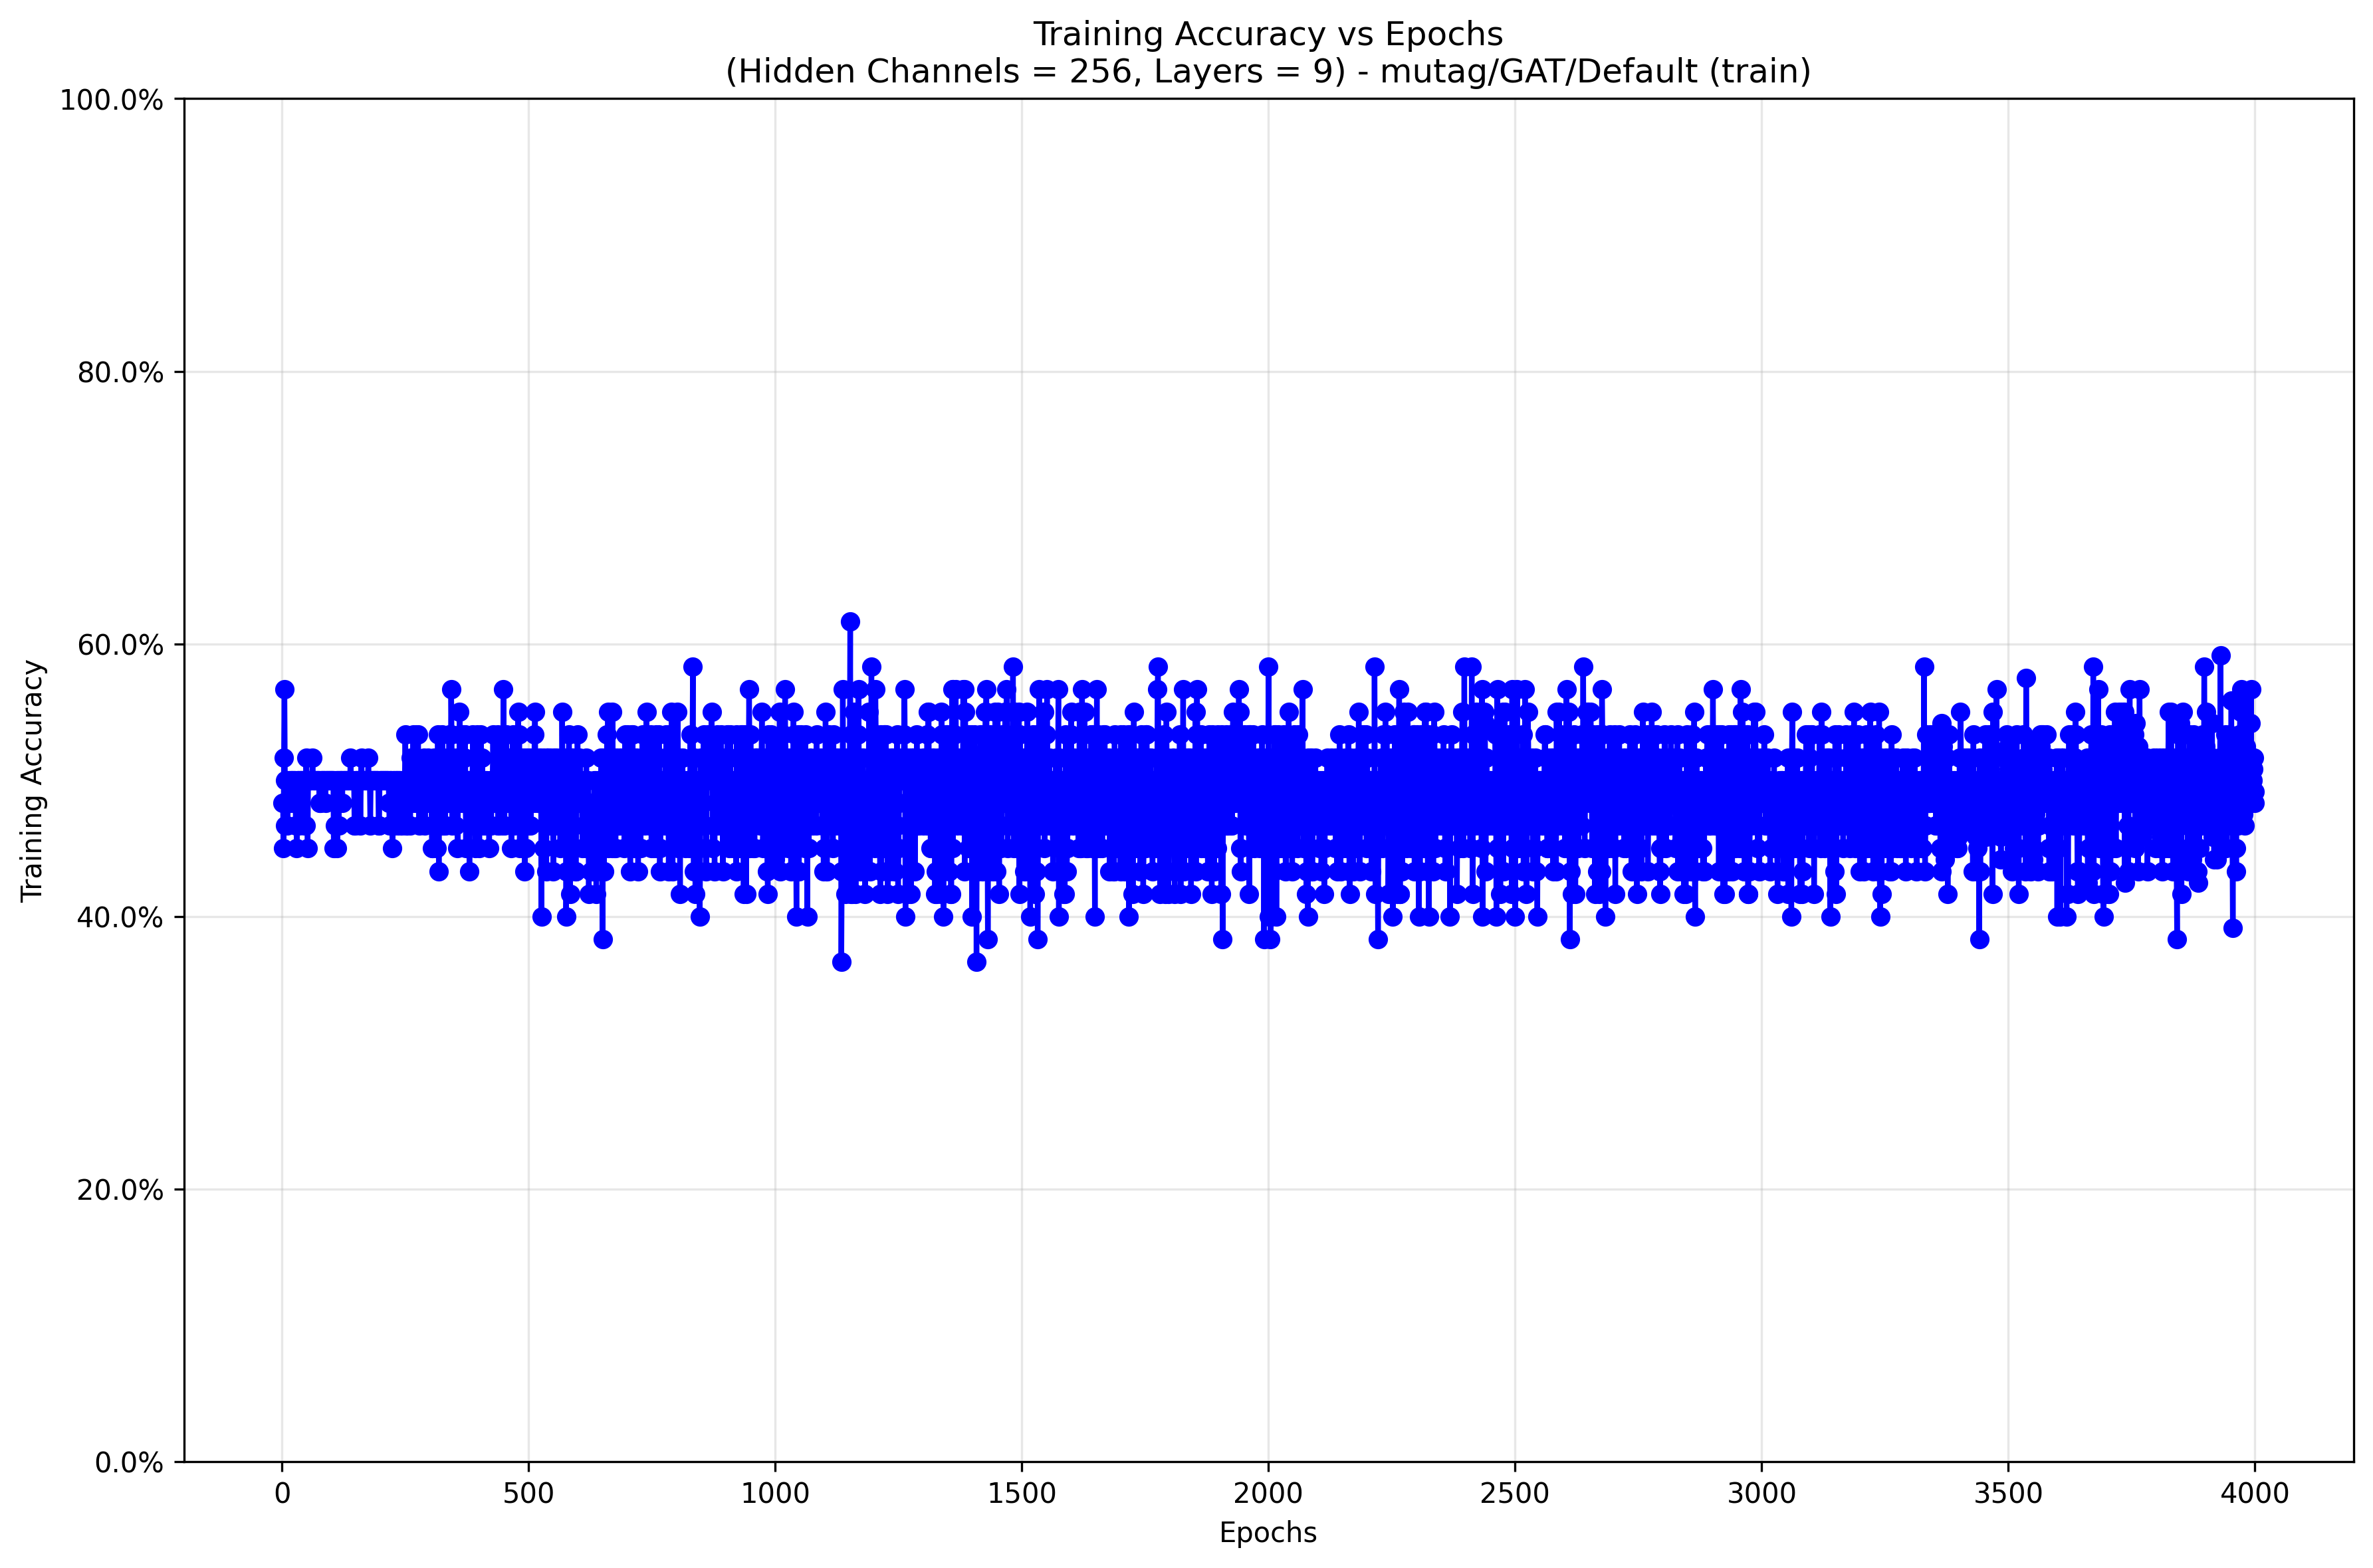 Training Accuracy vs Epochs
(Hidden Channels = 256, Layers = 9) - mutag/GAT/Default (train)
100.0%
80.0%
60.0%
40.0%
20.0%
0.0%
Training Accuracy
0 500 1000 1500 2000 2500 3000 3500 4000
Epochs